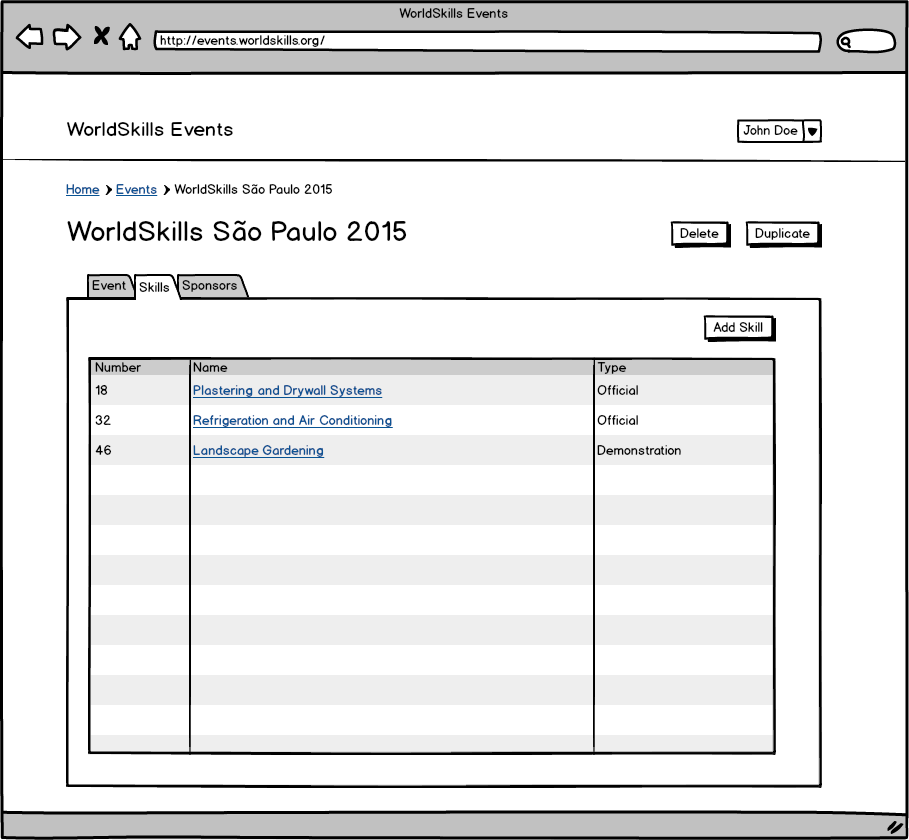 WorldSkills Events
http://events.worldskills.org/
WorldSkills Events
John Doe
Home Events WorldSkills São Paulo 2015
WorldSkills São Paulo 2015
Delete Duplicate
Event Skills Sponsors
Add Skill
Number Name Type
18 Plastering and Drywall Systems Official
32 Refrigeration and Air Conditioning Official
46 Landscape Gardening Demonstration